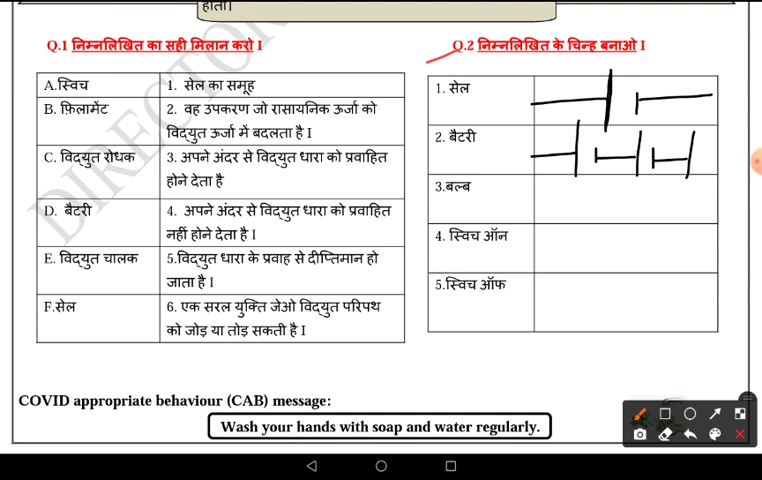 होता।
Q.1 निम्नलिखित का सही मिलान करो I
A.स्विच
1. सेल का समूह
B. फ़िलामेंट
2. वह उपकरण जो रासायनिक ऊर्जा को
विद्युत ऊर्जा में बदलता है I
C. विद्युत रोधक
3. अपने अंदर से विद्युत धारा को प्रवाहित
होने देता है
D. बैटरी
4. अपने अंदर से विद्युत धारा को प्रवाहित
नहीं होने देता है I
E. विद्युत चालक
5.विद्युत धारा के प्रवाह से दीप्तिमान हो
जाता है I
F.सेल
6. एक सरल युक्ति जेओ विद्युत परिपथ
को जोड़ या तोड़ सकती है I
Q.2 निम्नलिखित के चिन्ह बनाओ I
1. सेल
2. बैटरी
3.बल्ब
4. स्विच ऑन
5.स्विच ऑफ
COVID appropriate behaviour (CAB) message:
Wash your hands with soap and water regularly.
DIRECTOR